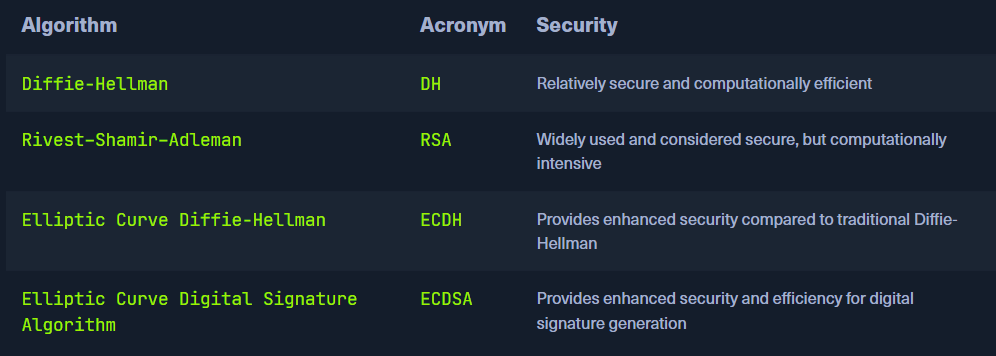 Algorithm Acronym Security
Diffie-Hellman DH Relatively secure and computationally efficient
Rivest–Shamir–Adleman RSA Widely used and considered secure, but computationally
intensive
Elliptic Curve Diffie-Hellman ECDH Provides enhanced security compared to traditional Diffie-
Hellman
Elliptic Curve Digital Signature ECDSA Provides enhanced security and efficiency for digital
Algorithm signature generation